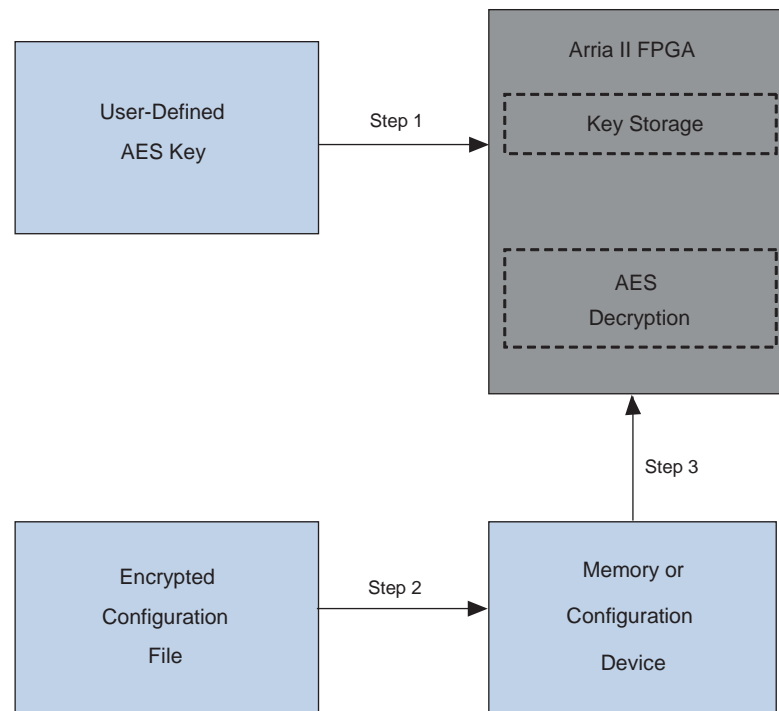 User-Defined
AES Key
Step 1
Arria II FPGA
Key Storage
AES
Decryption
Step 3
Encrypted
Configuration
File
Step 2
Memory or
Configuration
Device